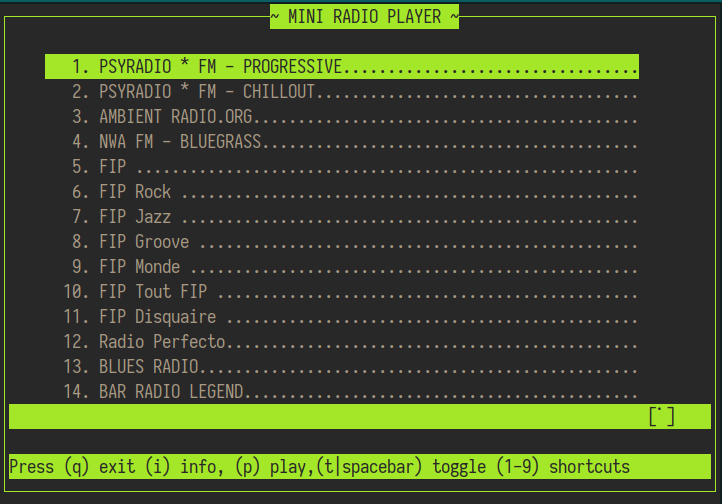 ~ MINI RADIO PLAYER ~
1. PSYRADIO * FM - PROGRESSIVE.................................
2. PSYRADIO * FM - CHILLOUT....................................
3. AMBIENT RADIO.ORG...........................................
4. NWA FM - BLUEGRASS..........................................
5. FIP ........................................................
6. FIP Rock ...................................................
7. FIP Jazz ...................................................
8. FIP Groove .................................................
9. FIP Monde ..................................................
10. FIP Tout FIP ...............................................
11. FIP Disquaire ..............................................
12. Radio Perfecto..............................................
13. BLUES RADIO.................................................
14. BAR RADIO LEGEND............................................
[˙]
Press (q) exit (i) info, (p) play,(t|spacebar) toggle (1-9) shortcuts